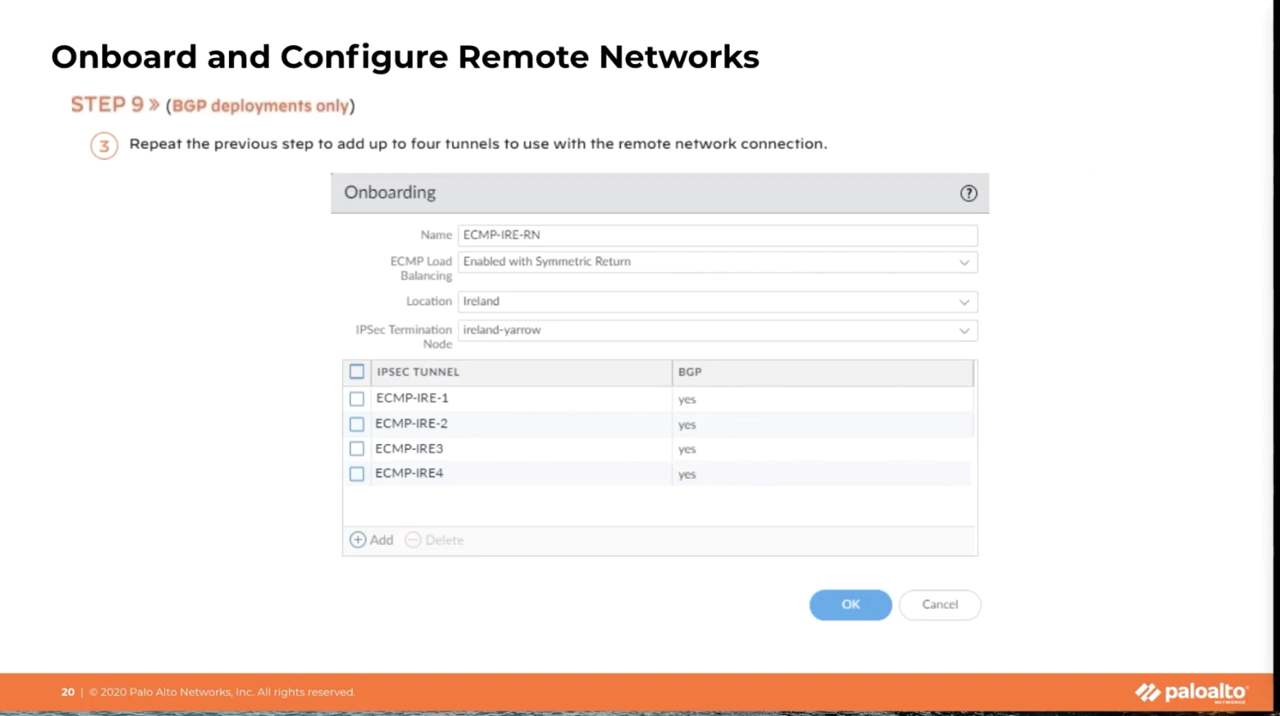 Onboard and Configure Remote Networks
STEP 9 » (BGP deployments only)
3 Repeat the previous step to add up to four tunnels to use with the remote network connection.
Onboarding ?
Name ECMP-IRE-RN
ECMP Load Balancing Enabled with Symmetric Return
Location Ireland
IPSec Termination Node ireland-yarrow
IPSEC TUNNEL BGP
ECMP-IRE-1 yes
ECMP-IRE-2 yes
ECMP-IRE3 yes
ECMP-IRE4 yes
Add Delete
OK Cancel
20 | © 2020 Palo Alto Networks, Inc. All rights reserved.
paloalto
NETWORKS